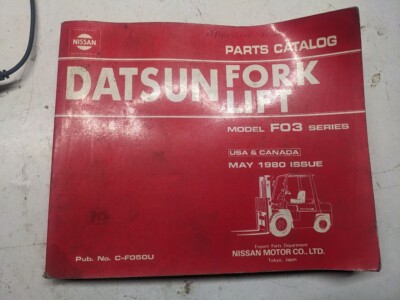 NISSAN
PARTS CATALOG
DATSUN FORK LIFT
MODEL F03 SERIES
USA & CANADA
MAY 1980 ISSUE
Pub. No. C-F050U
Export Parts Department
NISSAN MOTOR CO., LTD.
Tokyo, Japan